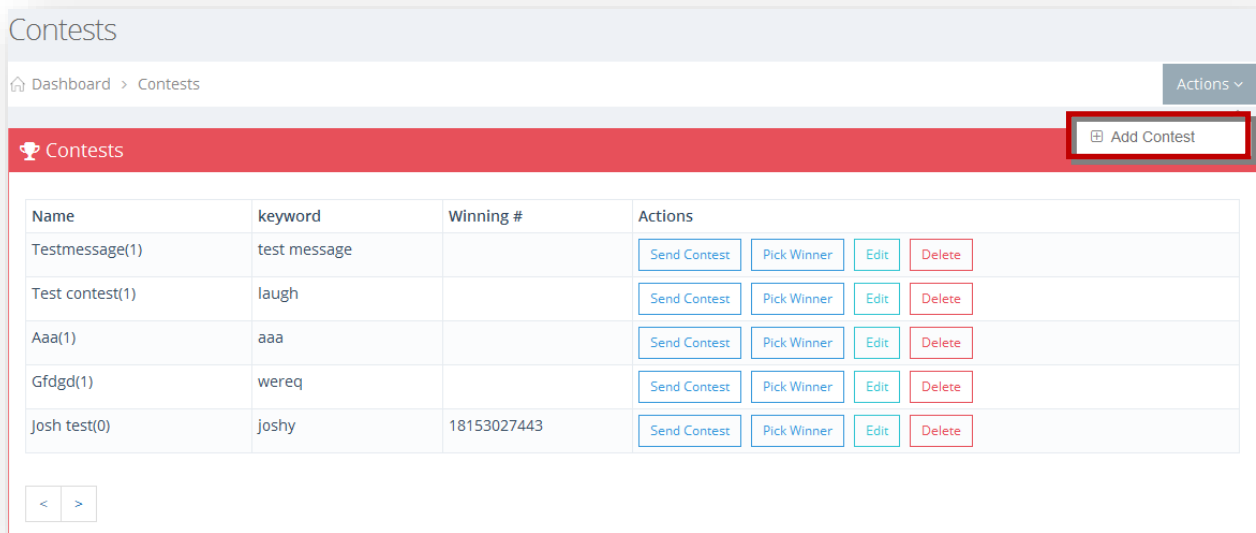 Contests
Dashboard > Contests
Actions
Add Contest
Contests
Name keyword Winning # Actions
Testmessage(1) test message Send Contest Pick Winner Edit Delete
Test contest(1) laugh Send Contest Pick Winner Edit Delete
Aaa(1) aaa Send Contest Pick Winner Edit Delete
Gfdgd(1) wereq Send Contest Pick Winner Edit Delete
Josh test(0) joshy 18153027443 Send Contest Pick Winner Edit Delete
< >